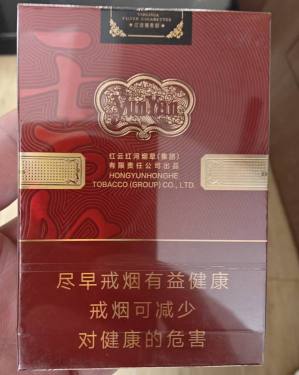 VIRGINIA
FILTER CIGARETTES
YunYan
红云红河烟草(集团)
有限责任公司出品
HONGYUNHONGHE
TOBACCO (GROUP) CO., LTD.
尽早戒烟有益健康
戒烟可减少
对健康的危害